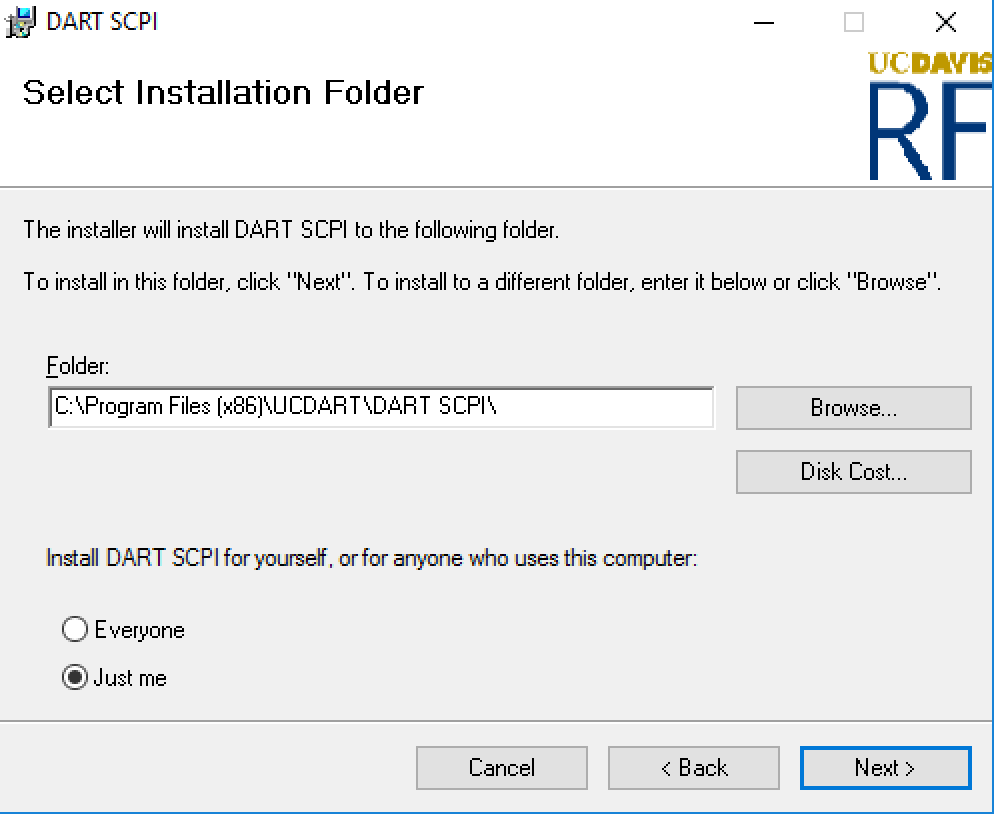 DART SCPI
UCDAVIS
Select Installation Folder
RF
The installer will install DART SCPI to the following folder.
To install in this folder, click "Next". To install to a different folder, enter it below or click "Browse".
Folder:
C:\Program Files (x86)\UCDART\DART SCPI\
Browse...
Disk Cost...
Install DART SCPI for yourself, or for anyone who uses this computer:
Everyone
Just me
Cancel
< Back
Next >